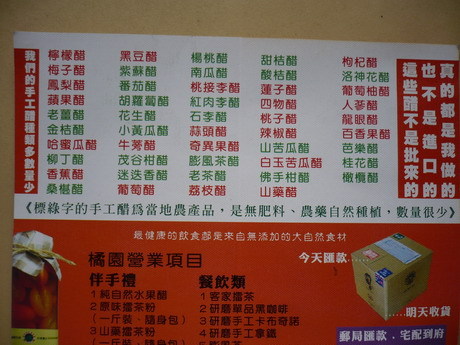 我們的手工醋種類多數量少
檸檬醋 黑豆醋 楊桃醋 甜桔醋 枸杞醋
梅子醋 紫蘇醋 南瓜醋 酸桔醋 洛神花醋
鳳梨醋 番茄醋 桃接李醋 蓮子醋 葡萄柚醋
蘋果醋 胡蘿蔔醋 紅肉李醋 四物醋 人蔘醋
老薑醋 花生醋 石李醋 桃子醋 龍眼醋
金桔醋 小黃瓜醋 蒜頭醋 辣椒醋 百香果醋
哈蜜瓜醋 牛蒡醋 奇異果醋 山苦瓜醋 芭樂醋
柳丁醋 茂谷柑醋 膨風茶醋 白玉苦瓜醋 桂花醋
香蕉醋 迷迭香醋 老茶醋 佛手柑醋 橄欖醋
桑椹醋 葡萄醋 荔枝醋 山藥醋
真的都是我做的
也不是進口的
這些醋不是批來的
《標綠字的手工醋為當地農產品，是無肥料、農藥自然種植，數量很少》
最健康的飲食都是來自無添加的大自然食材
橘園營業項目
伴手禮
1純自然水果醋
2原味擂茶粉
(一斤裝、隨身包)
3山藥擂茶粉
(一斤裝、隨身包)
餐飲類
1客家擂茶
2研磨單品黑咖啡
3研磨手工卡布奇諾
4研磨手工拿鐵
今天匯款......
......明天收貨
郵局匯款．宅配到府